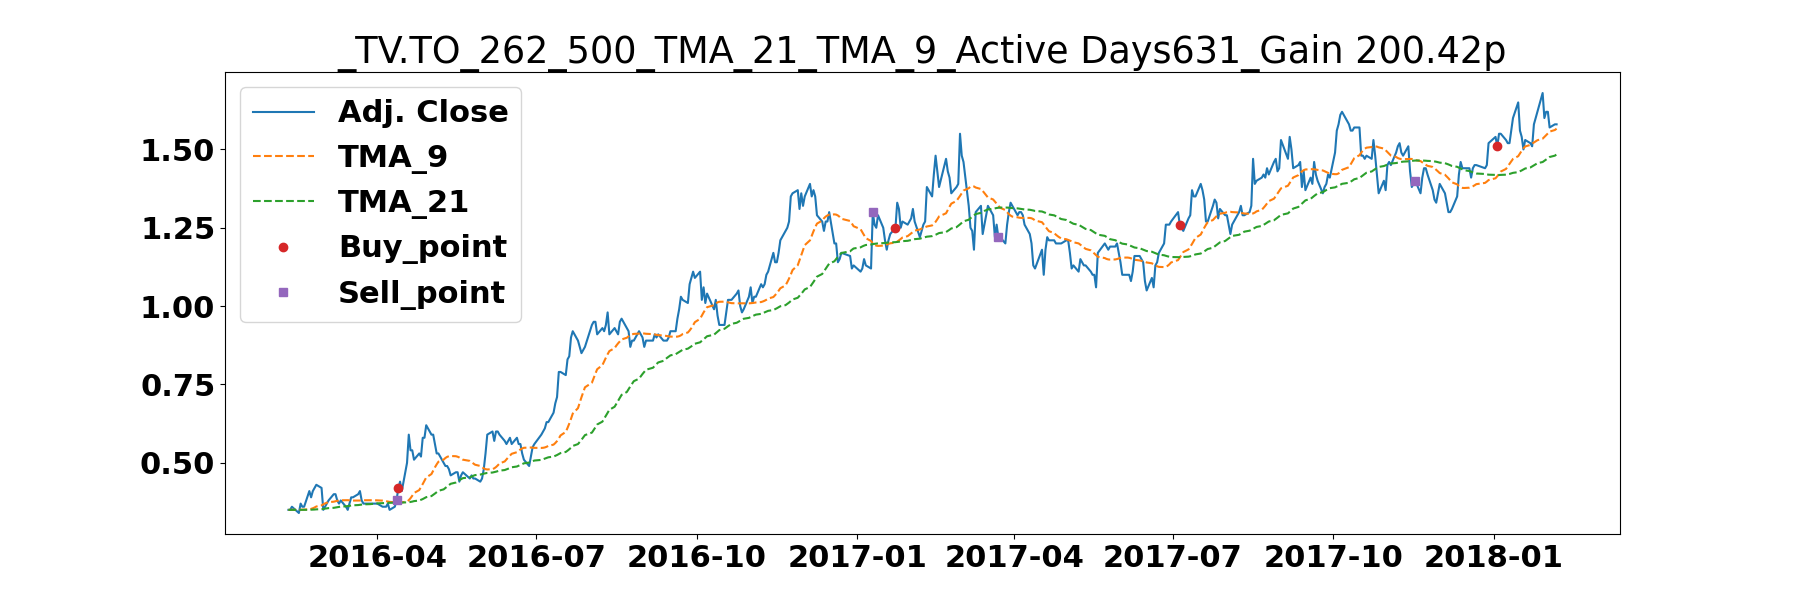 _TV.TO_262_500_TMA_21_TMA_9_Active Days631_Gain 200.42p
Adj. Close
TMA_9
TMA_21
Buy_point
Sell_point
1.50
1.25
1.00
0.75
0.50
2016-04 2016-07 2016-10 2017-01 2017-04 2017-07 2017-10 2018-01